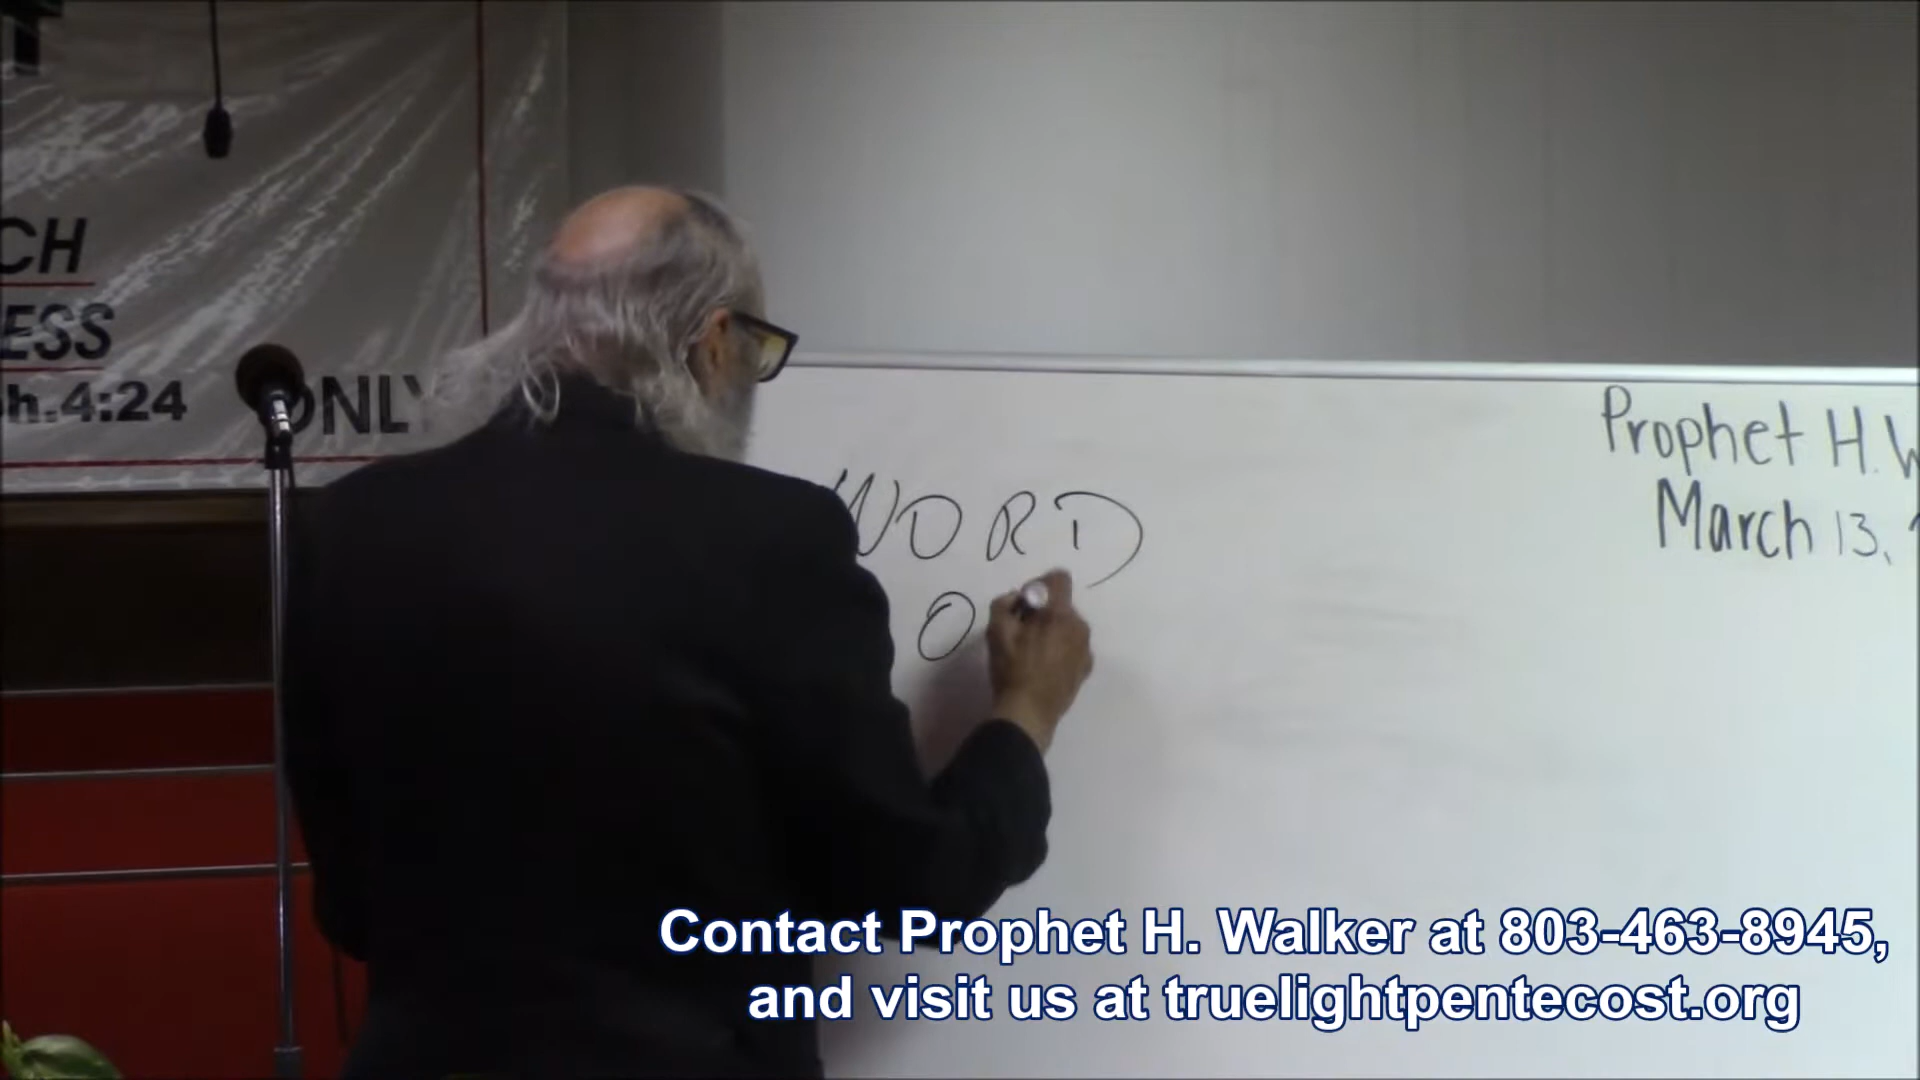 CH
ESS
h.4:24 ONLY
Prophet H. W
March 13,
WORD
O
Contact Prophet H. Walker at 803-463-8945,
and visit us at truelightpentecost.org